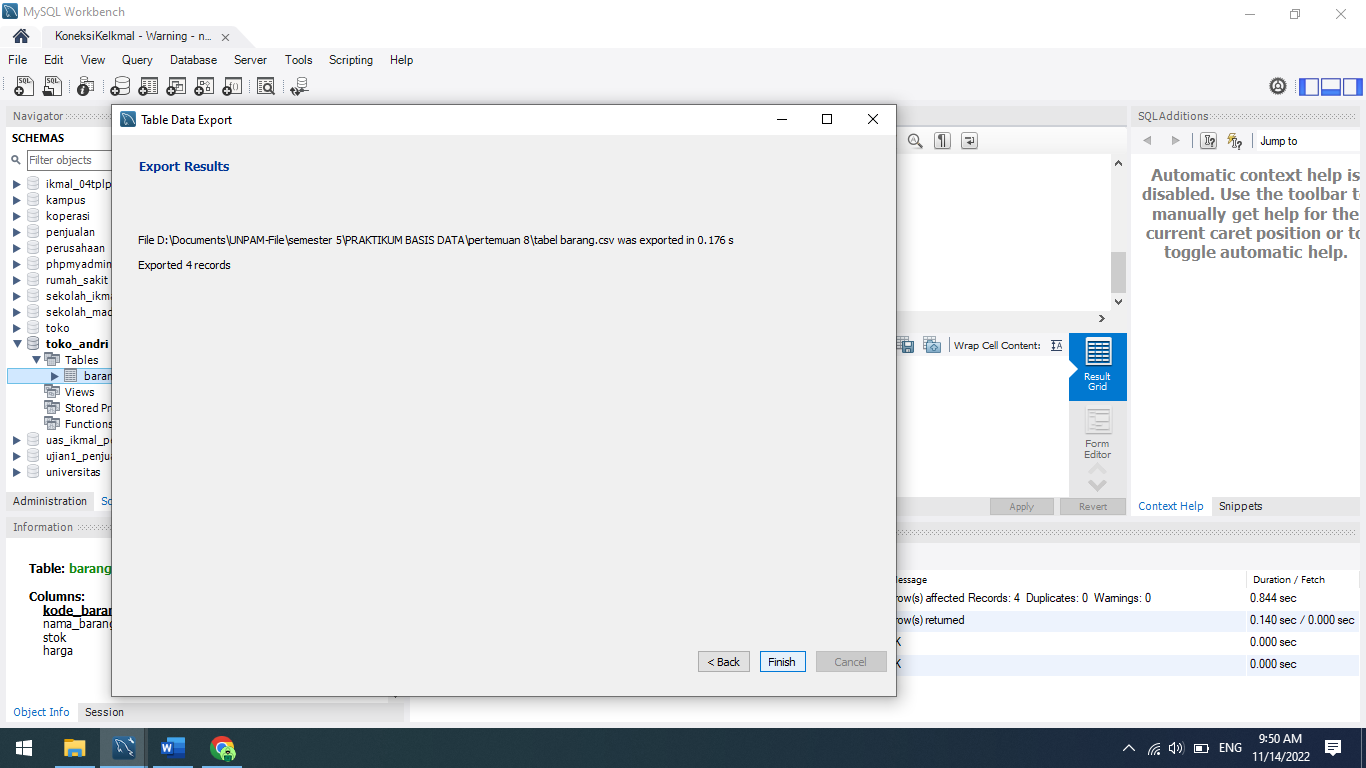 MySQL Workbench
KoneksiKelkmal - Warning - n...
File Edit View Query Database Server Tools Scripting Help
Navigator
SCHEMAS
Filter objects
ikmal_04tplp
kampus
koperasi
penjualan
perusahaan
phpmyadmin
rumah_sakit
sekolah_ikma
sekolah_mad
toko
toko_andri
Tables
baran
Views
Stored Pr
Functions
uas_ikmal_pe
ujian1_penjua
universitas
Administration Sc
Information
Table: barang
Columns:
kode_baran
nama_barang
stok
harga
Object Info Session
Table Data Export
Export Results
File D:\Documents\UNPAM-File\semester 5\PRAKTIKUM BASIS DATA\pertemuan 8\tabel barang.csv was exported in 0.176 s
Exported 4 records
< Back Finish Cancel
Wrap Cell Content:
Result
Grid
Form
Editor
Apply Revert
SQLAdditions
Jump to
Automatic context help is
disabled. Use the toolbar to
manually get help for the
current caret position or to
toggle automatic help.
Context Help Snippets
essage Duration / Fetch
row(s) affected Records: 4 Duplicates: 0 Warnings: 0 0.844 sec
row(s) returned 0.140 sec / 0.000 sec
K 0.000 sec
K 0.000 sec
ENG
9:50 AM
11/14/2022